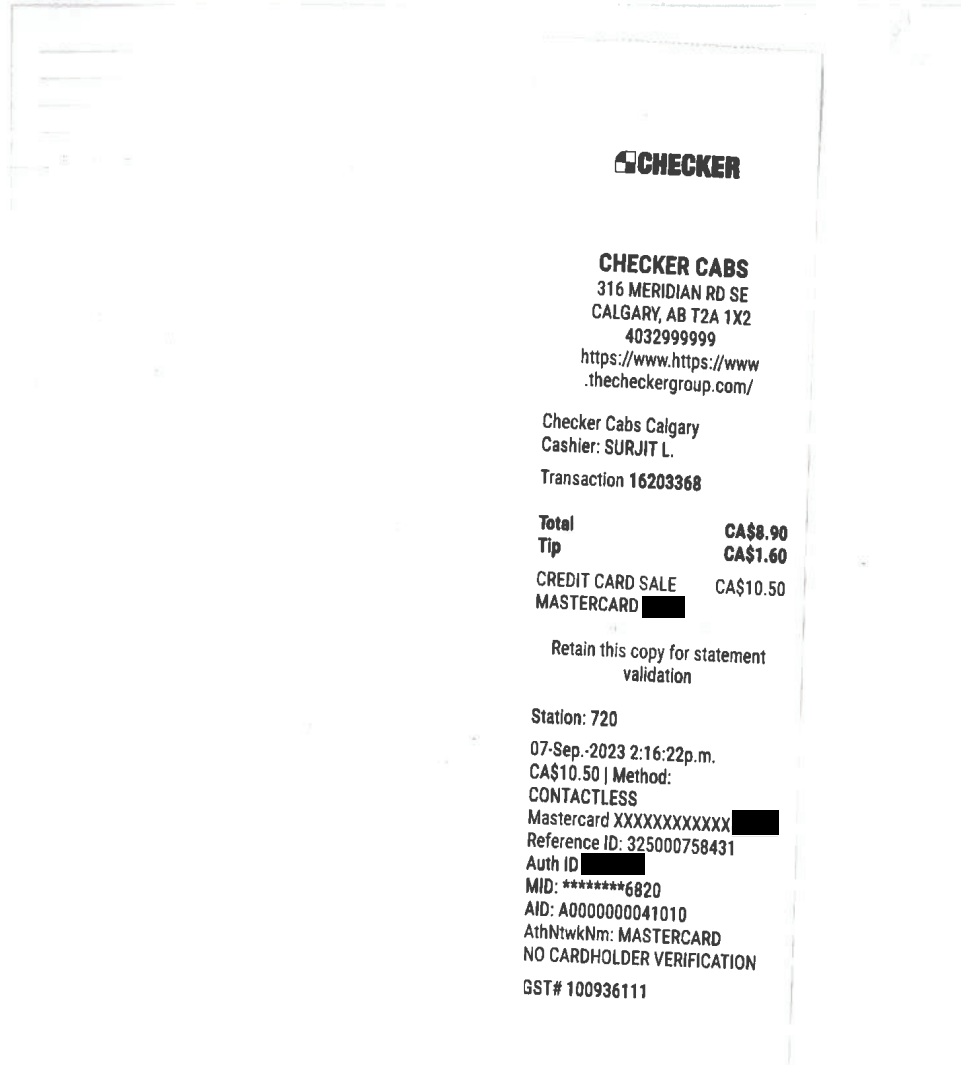 CHECKER
CHECKER CABS
316 MERIDIAN RD SE
CALGARY, AB T2A 1X2
4032999999
https://www.https://www
.thecheckergroup.com/
Checker Cabs Calgary
Cashier: SURJIT L.
Transaction 16203368
Total CA$8.90
Tip CA$1.60
CREDIT CARD SALE CA$10.50
MASTERCARD
Retain this copy for statement
validation
Station: 720
07-Sep.-2023 2:16:22p.m.
CA$10.50 | Method:
CONTACTLESS
Mastercard XXXXXXXXXXXX
Reference ID: 325000758431
Auth ID
MID: ********6820
AID: A0000000041010
AthNtwkNm: MASTERCARD
NO CARDHOLDER VERIFICATION
GST# 100936111